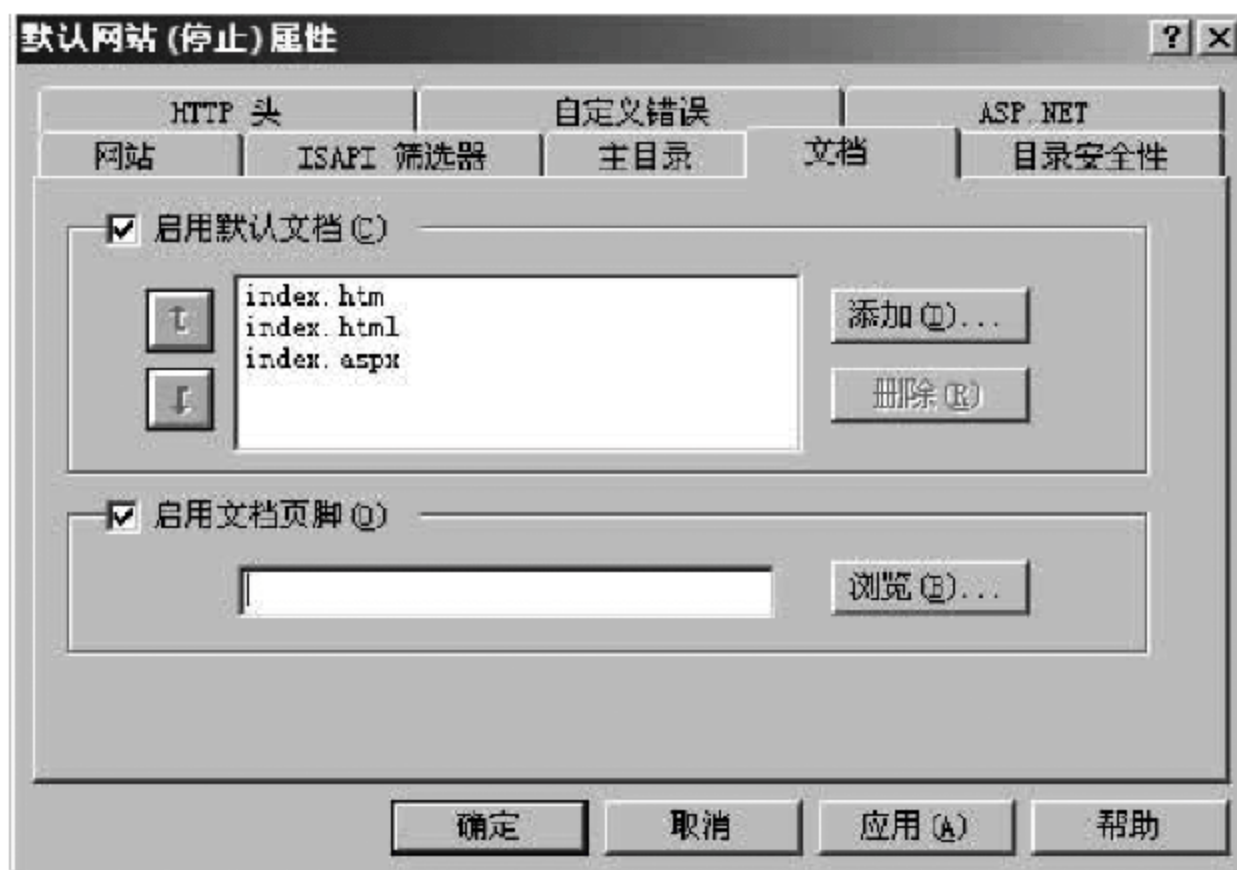 默认网站(停止)属性
HTTP 头 自定义错误 ASP.NET
网站 ISAPI 筛选器 主目录 文档 目录安全性
启用默认文档(C)
index.htm
index.html
index.aspx
添加(D)...
删除(R)
启用文档页脚(O)
浏览(B)...
确定 取消 应用(A) 帮助